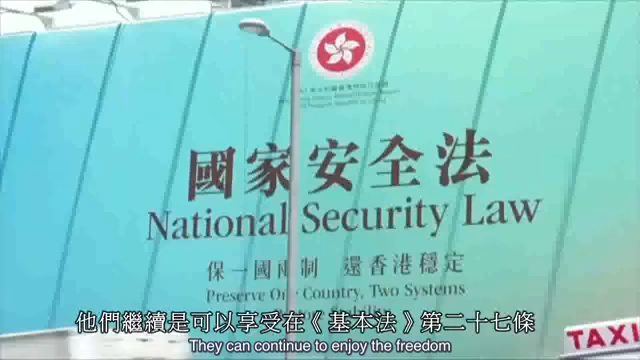 國家安全法
National Security Law
保一國兩制 還香港穩定
Preserve One Country, Two Systems
他們繼續是可以享受在《基本法》第二十七條
They can continue to enjoy the freedom
TAXI